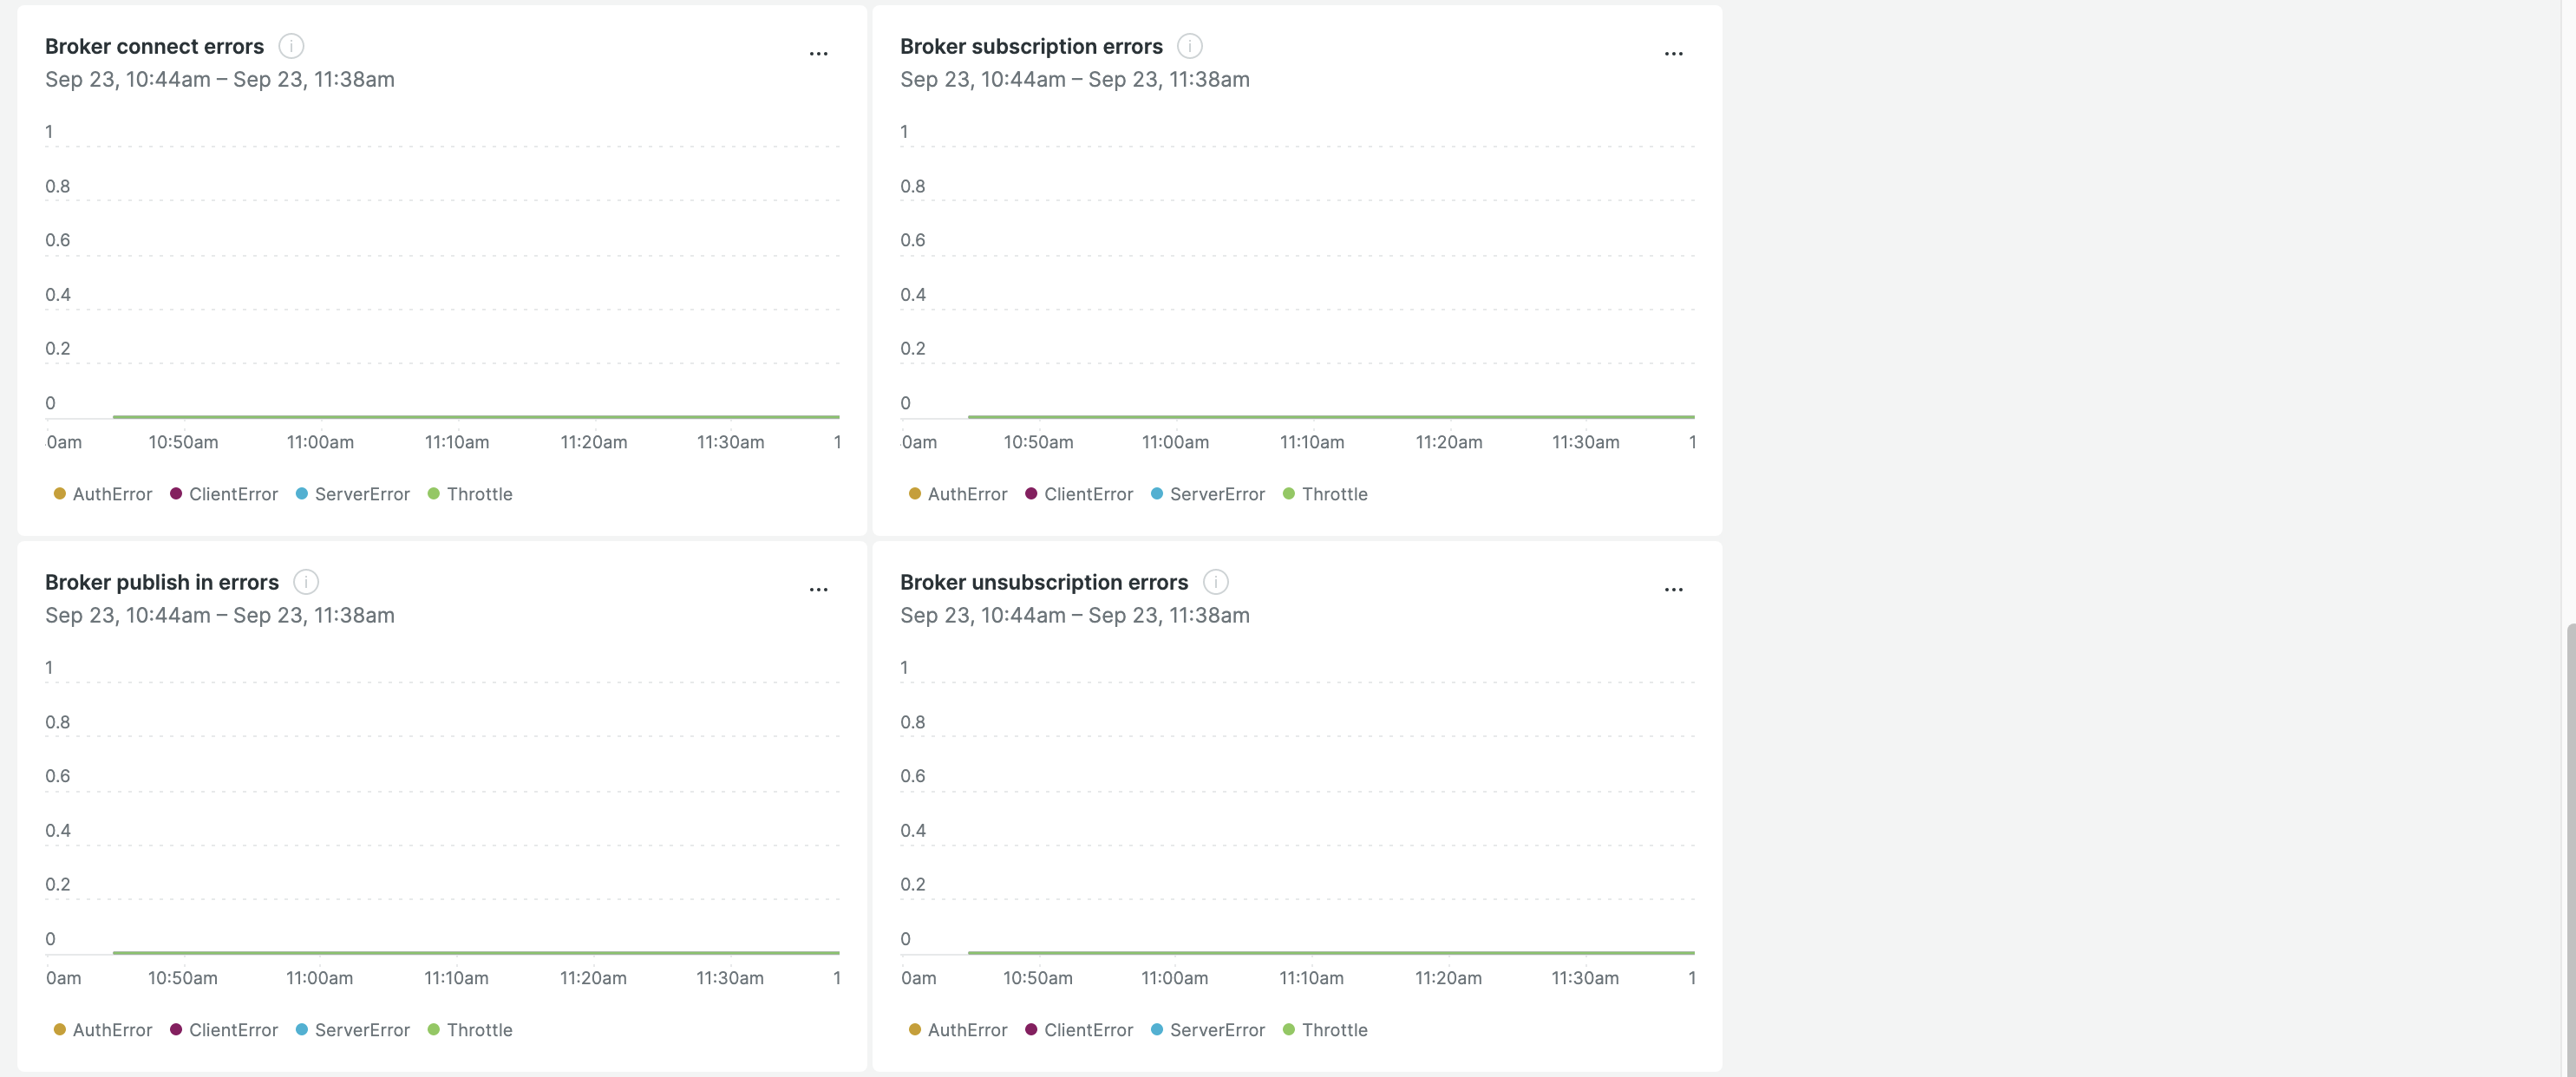 Broker connect errors
Sep 23, 10:44am – Sep 23, 11:38am
1
0.8
0.6
0.4
0.2
0
0am 10:50am 11:00am 11:10am 11:20am 11:30am 1
AuthError ClientError ServerError Throttle
Broker subscription errors
Sep 23, 10:44am – Sep 23, 11:38am
1
0.8
0.6
0.4
0.2
0
0am 10:50am 11:00am 11:10am 11:20am 11:30am 1
AuthError ClientError ServerError Throttle
Broker publish in errors
Sep 23, 10:44am – Sep 23, 11:38am
1
0.8
0.6
0.4
0.2
0
0am 10:50am 11:00am 11:10am 11:20am 11:30am 1
AuthError ClientError ServerError Throttle
Broker unsubscription errors
Sep 23, 10:44am – Sep 23, 11:38am
1
0.8
0.6
0.4
0.2
0
0am 10:50am 11:00am 11:10am 11:20am 11:30am 1
AuthError ClientError ServerError Throttle